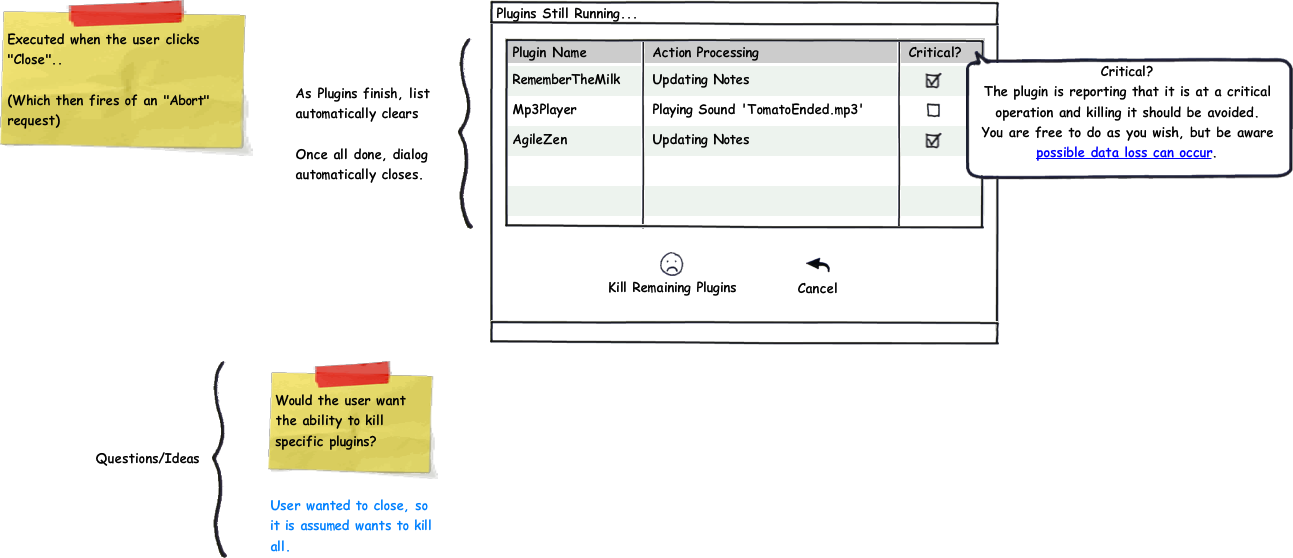 Executed when the user clicks
"Close"..
(Which then fires of an "Abort"
request)
As Plugins finish, list
automatically clears
Once all done, dialog
automatically closes.
Plugins Still Running...
Plugin Name Action Processing Critical?
RememberTheMilk Updating Notes
Mp3Player Playing Sound 'TomatoEnded.mp3'
AgileZen Updating Notes
Critical?
The plugin is reporting that it is at a critical
operation and killing it should be avoided.
You are free to do as you wish, but be aware
possible data loss can occur.
Kill Remaining Plugins Cancel
Questions/Ideas
Would the user want
the ability to kill
specific plugins?
User wanted to close, so
it is assumed wants to kill
all.